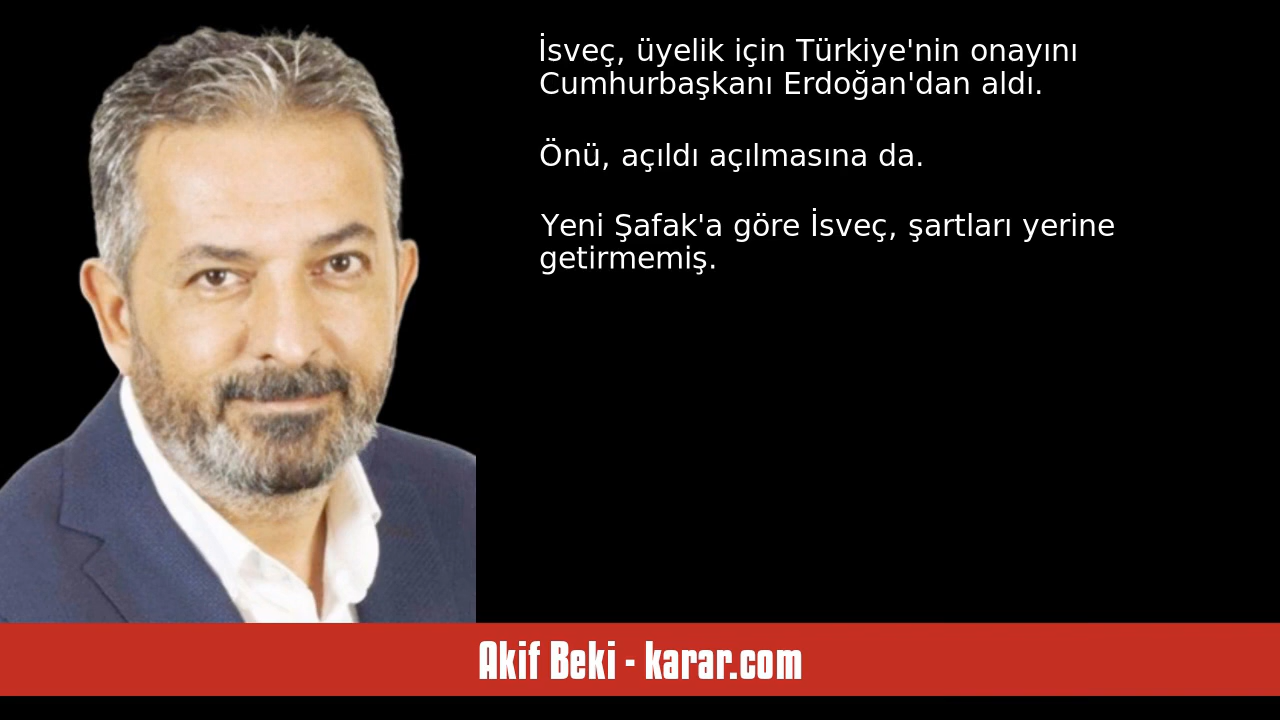 İsveç, üyelik için Türkiye'nin onayını
Cumhurbaşkanı Erdoğan'dan aldı.
Önü, açıldı açılmasına da.
Yeni Şafak'a göre İsveç, şartları yerine
getirmemiş.
Akif Beki - karar.com